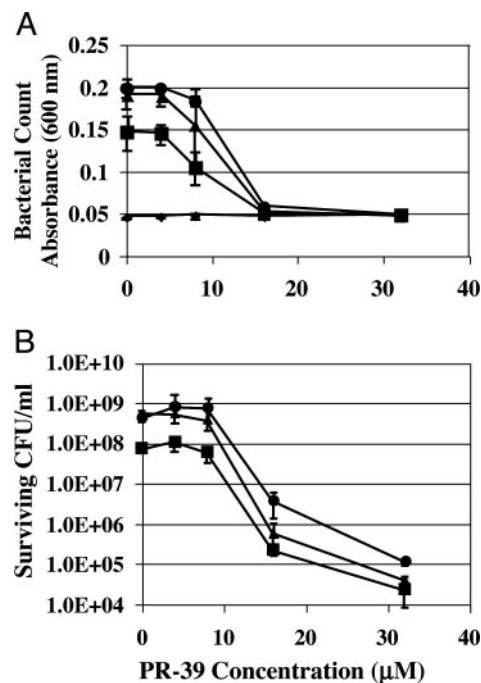 A
Bacterial Count
Absorbance (600 nm)
0.25
0.2
0.15
0.1
0.05
0
0 10 20 30 40
B
Surviving CFU/ml
1.0E+10
1.0E+09
1.0E+08
1.0E+07
1.0E+06
1.0E+05
1.0E+04
0 10 20 30 40
PR-39 Concentration (μM)